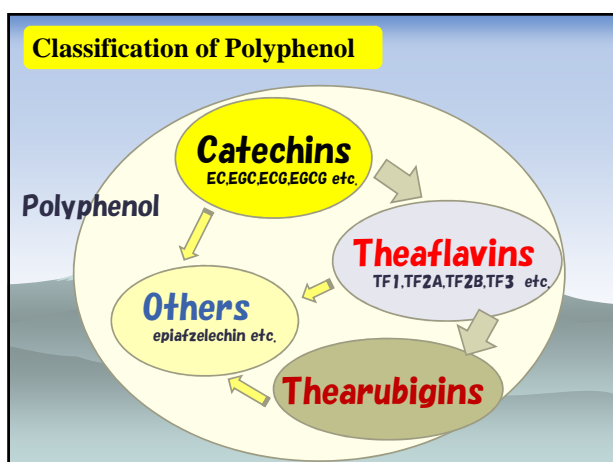 Classification of Polyphenol
Catechins
EC,EGC,ECG,EGCG etc.
Polyphenol
Theaflavins
TF1,TF2A,TF2B,TF3 etc.
Others
epiafzelechin etc.
Thearubigins